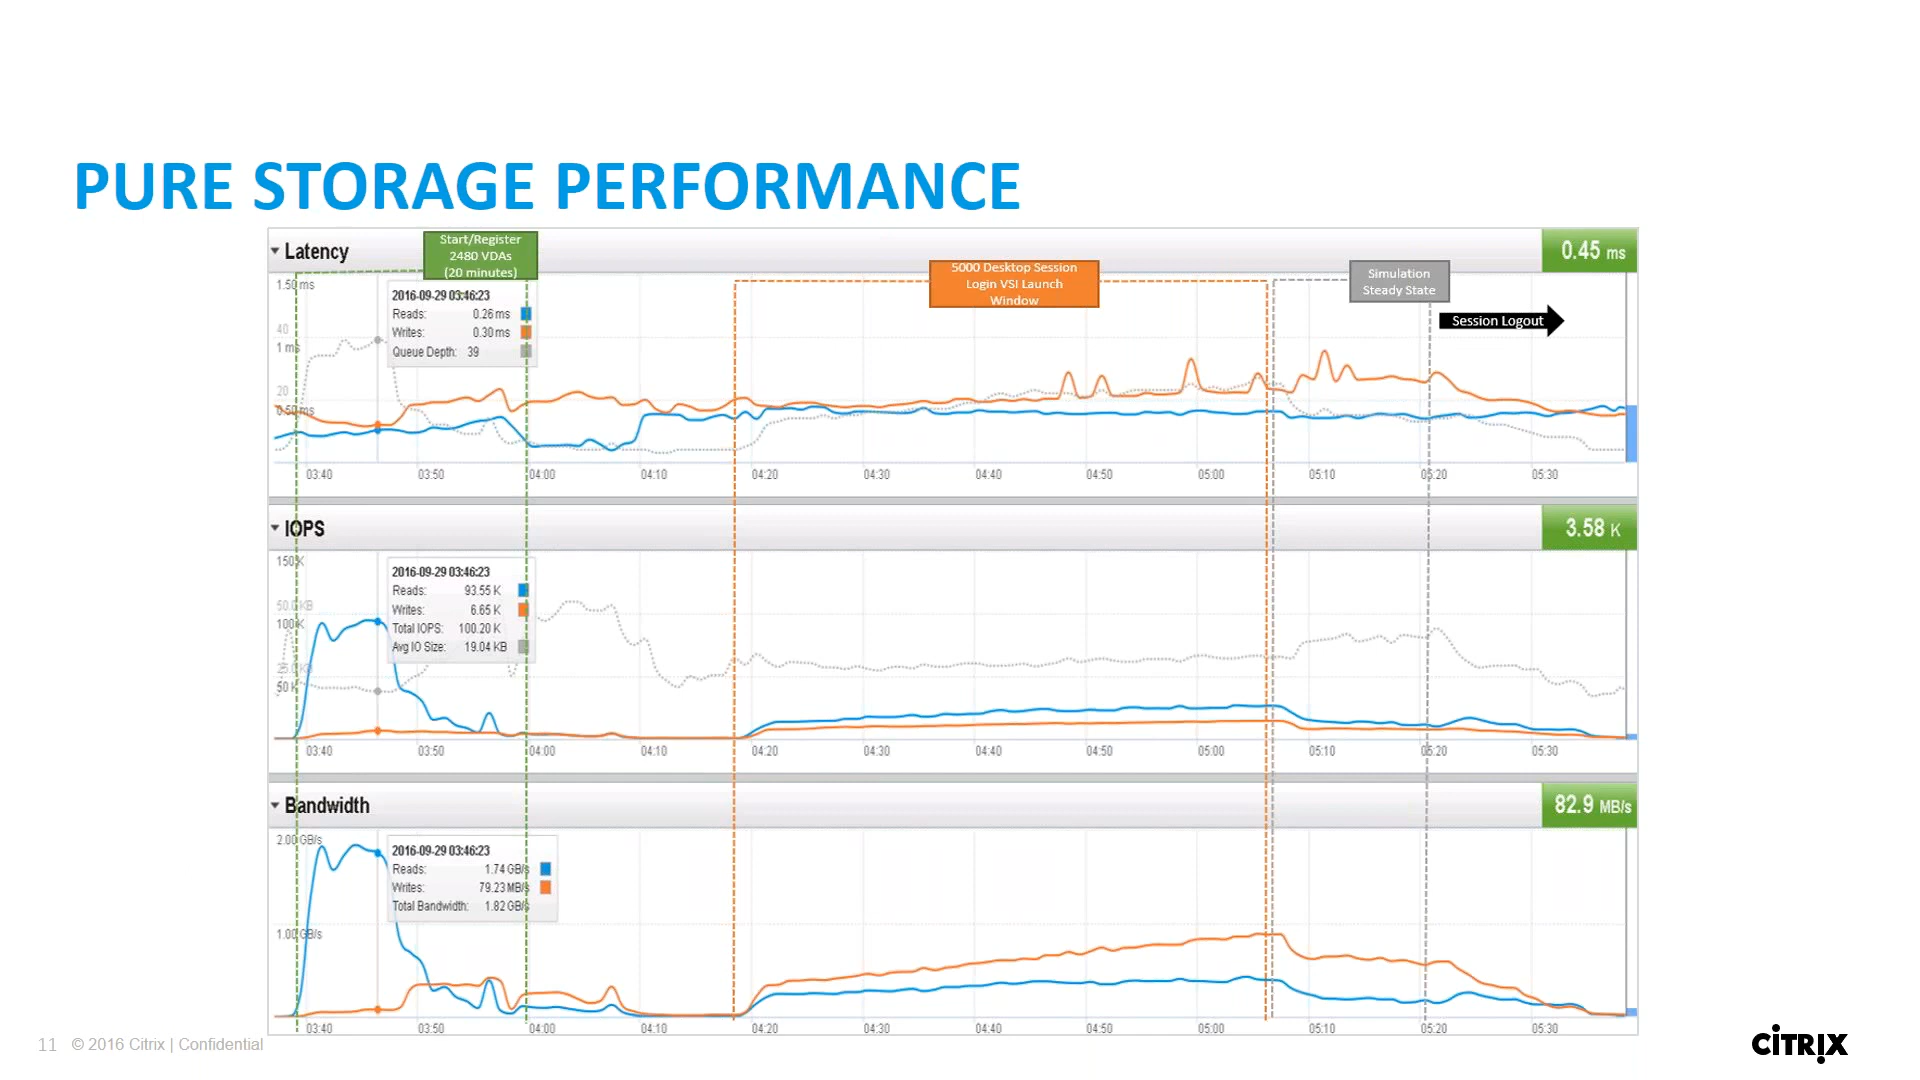 PURE STORAGE PERFORMANCE
Latency
0.45 ms
Start/Register
2480 VDAs
(20 minutes)
5000 Desktop Session
Login VSI Launch
Window
Simulation
Steady State
Session Logout
1.50 ms
40
1 ms
20
0.50 ms
2016-09-29 03:46:23
Reads: 0.26 ms
Writes: 0.30 ms
Queue Depth: 39
03:40 03:50 04:00 04:10 04:20 04:30 04:40 04:50 05:00 05:10 05:20 05:30
IOPS
3.58 K
150 K
50.0 KB
100 K
25.0 KB
50 K
2016-09-29 03:46:23
Reads: 93.55 K
Writes: 6.65 K
Total IOPS: 100.20 K
Avg IO Size: 19.04 KB
03:40 03:50 04:00 04:10 04:20 04:30 04:40 04:50 05:00 05:10 05:20 05:30
Bandwidth
82.9 MB/s
2.00 GB/s
1.00 GB/s
2016-09-29 03:46:23
Reads: 1.74 GB/s
Writes: 79.23 MB/s
Total Bandwidth: 1.82 GB/s
03:40 03:50 04:00 04:10 04:20 04:30 04:40 04:50 05:00 05:10 05:20 05:30
11 © 2016 Citrix | Confidential
CİTRIX